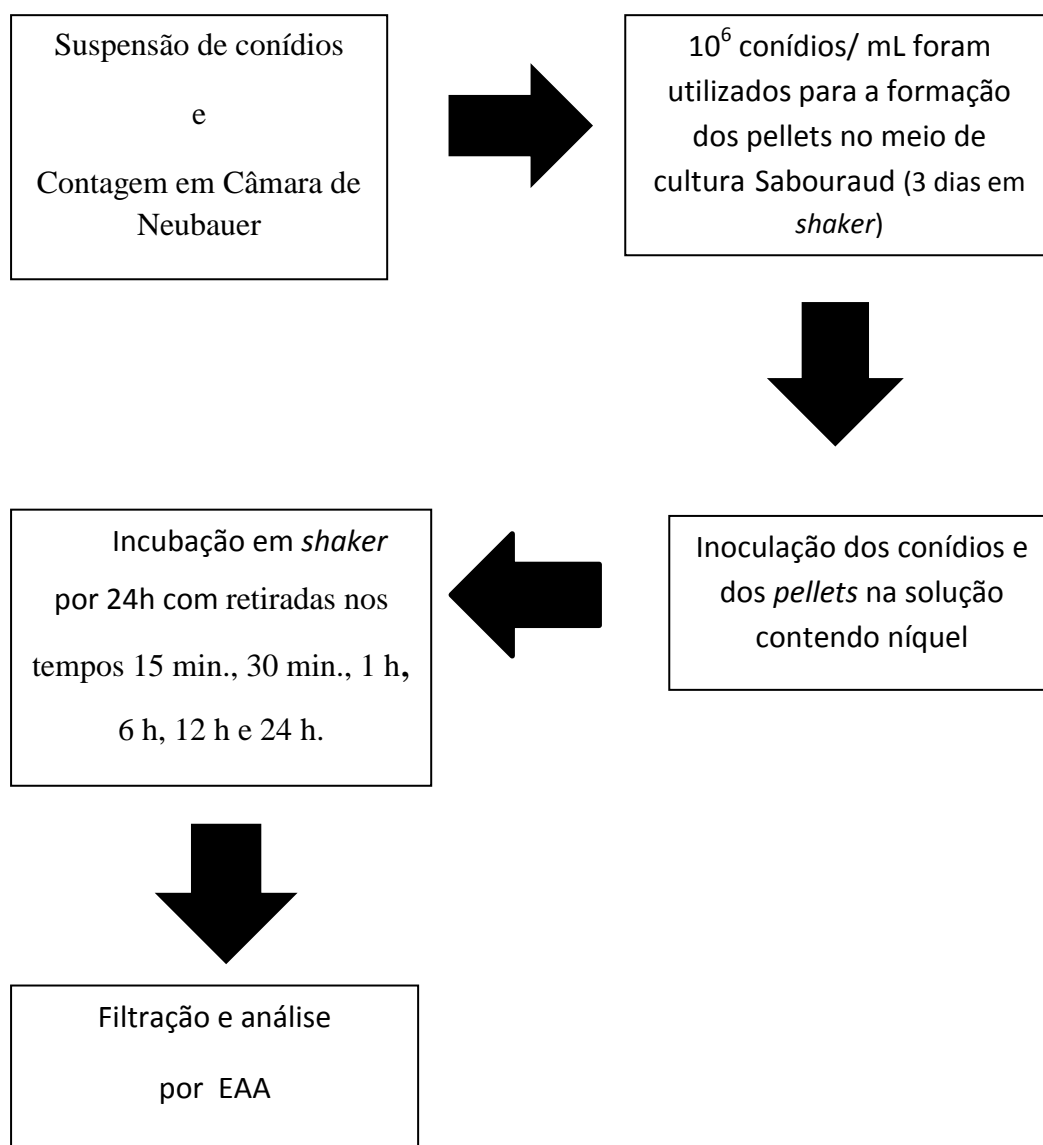 Suspensão de conídios
e
Contagem em Câmara de
Neubauer
10⁶ conídios/ mL foram
utilizados para a formação
dos pellets no meio de
cultura Sabouraud (3 dias em
shaker)
Inoculação dos conídios e
dos pellets na solução
contendo níquel
Incubação em shaker
por 24h com retiradas nos
tempos 15 min., 30 min., 1 h,
6 h, 12 h e 24 h.
Filtração e análise
por EAA